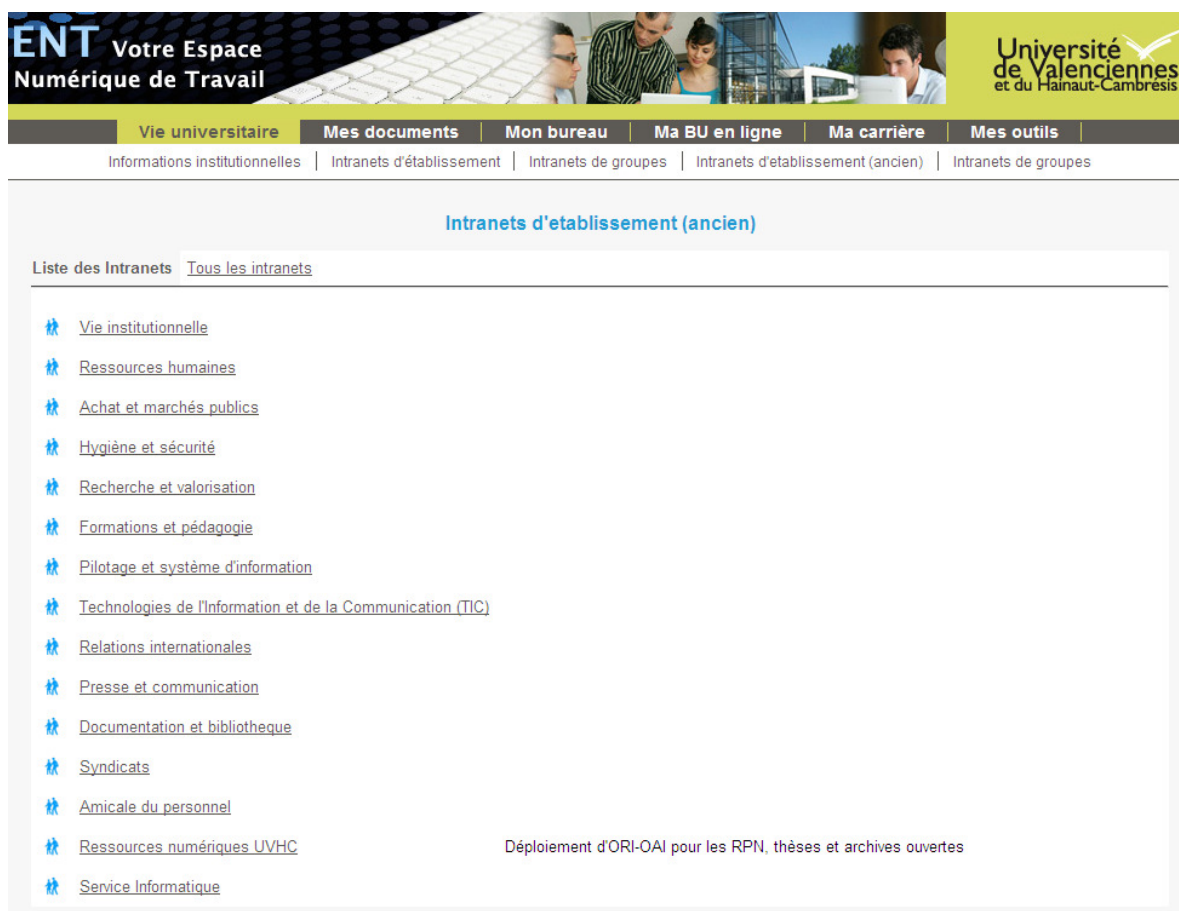 ENT Votre Espace
Numérique de Travail
Université
de Valenciennes
et du Hainaut-Cambrésis
Vie universitaire Mes documents Mon bureau Ma BU en ligne Ma carrière Mes outils
Informations institutionnelles Intranets d'établissement Intranets de groupes Intranets d'etablissement (ancien) Intranets de groupes
Intranets d'etablissement (ancien)
Liste des Intranets Tous les intranets
Vie institutionnelle
Ressources humaines
Achat et marchés publics
Hygiène et sécurité
Recherche et valorisation
Formations et pédagogie
Pilotage et système d'information
Technologies de l'Information et de la Communication (TIC)
Relations internationales
Presse et communication
Documentation et bibliotheque
Syndicats
Amicale du personnel
Ressources numériques UVHC Déploiement d'ORI-OAI pour les RPN, thèses et archives ouvertes
Service Informatique